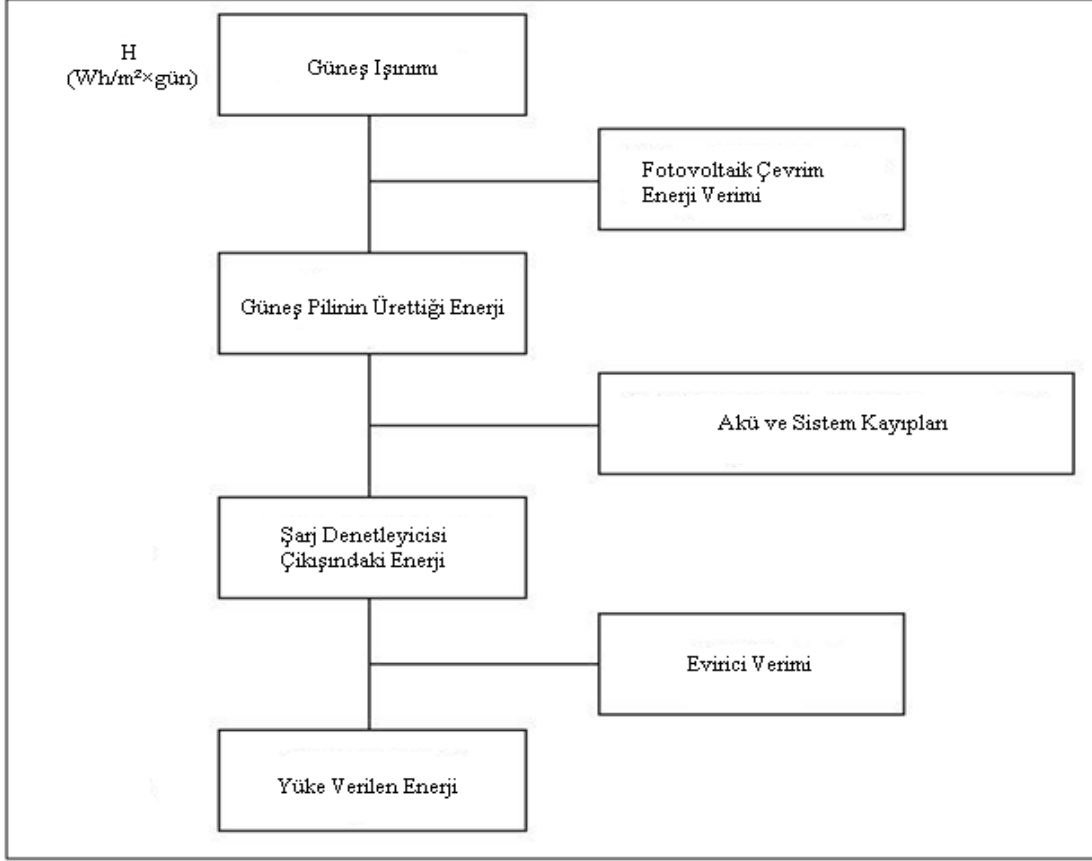 H
(Wh/m²×gün)
Güneş Işınımı
Fotovoltaik Çevrim
Enerji Verimi
Güneş Pilinin Ürettiği Enerji
Akü ve Sistem Kayıpları
Şarj Denetleyicisi
Çıkışındaki Enerji
Evirici Verimi
Yüke Verilen Enerji